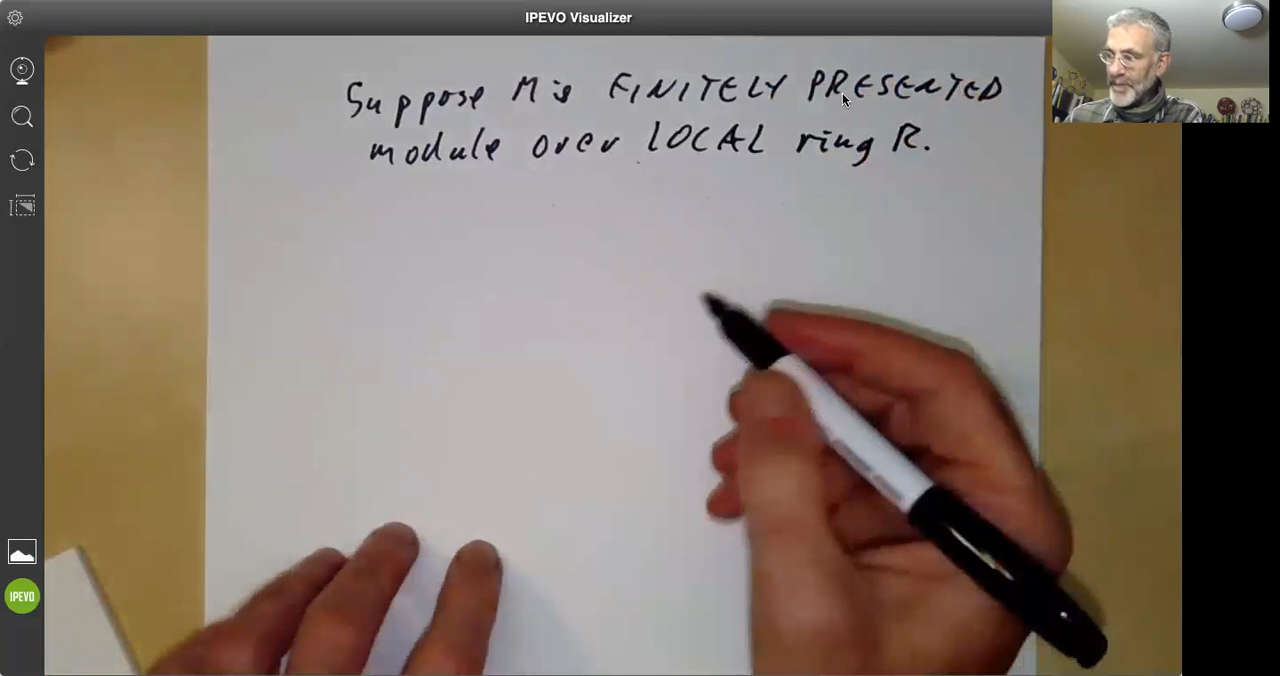 IPEVO Visualizer
Suppose M is FINITELY PRESENTED
module over LOCAL ring R.
IPEVO